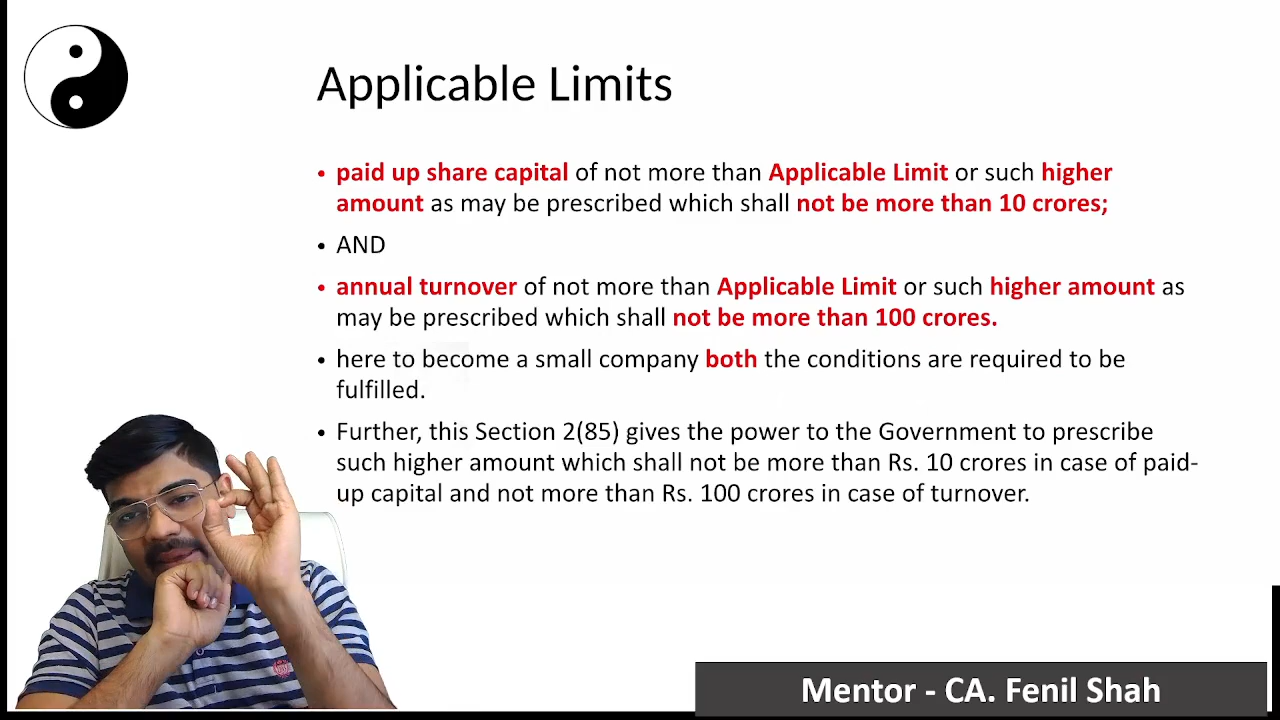 Applicable Limits
• paid up share capital of not more than Applicable Limit or such higher
amount as may be prescribed which shall not be more than 10 crores;
• AND
• annual turnover of not more than Applicable Limit or such higher amount as
may be prescribed which shall not be more than 100 crores.
• here to become a small company both the conditions are required to be
fulfilled.
• Further, this Section 2(85) gives the power to the Government to prescribe
such higher amount which shall not be more than Rs. 10 crores in case of paid-
up capital and not more than Rs. 100 crores in case of turnover.
Mentor - CA. Fenil Shah